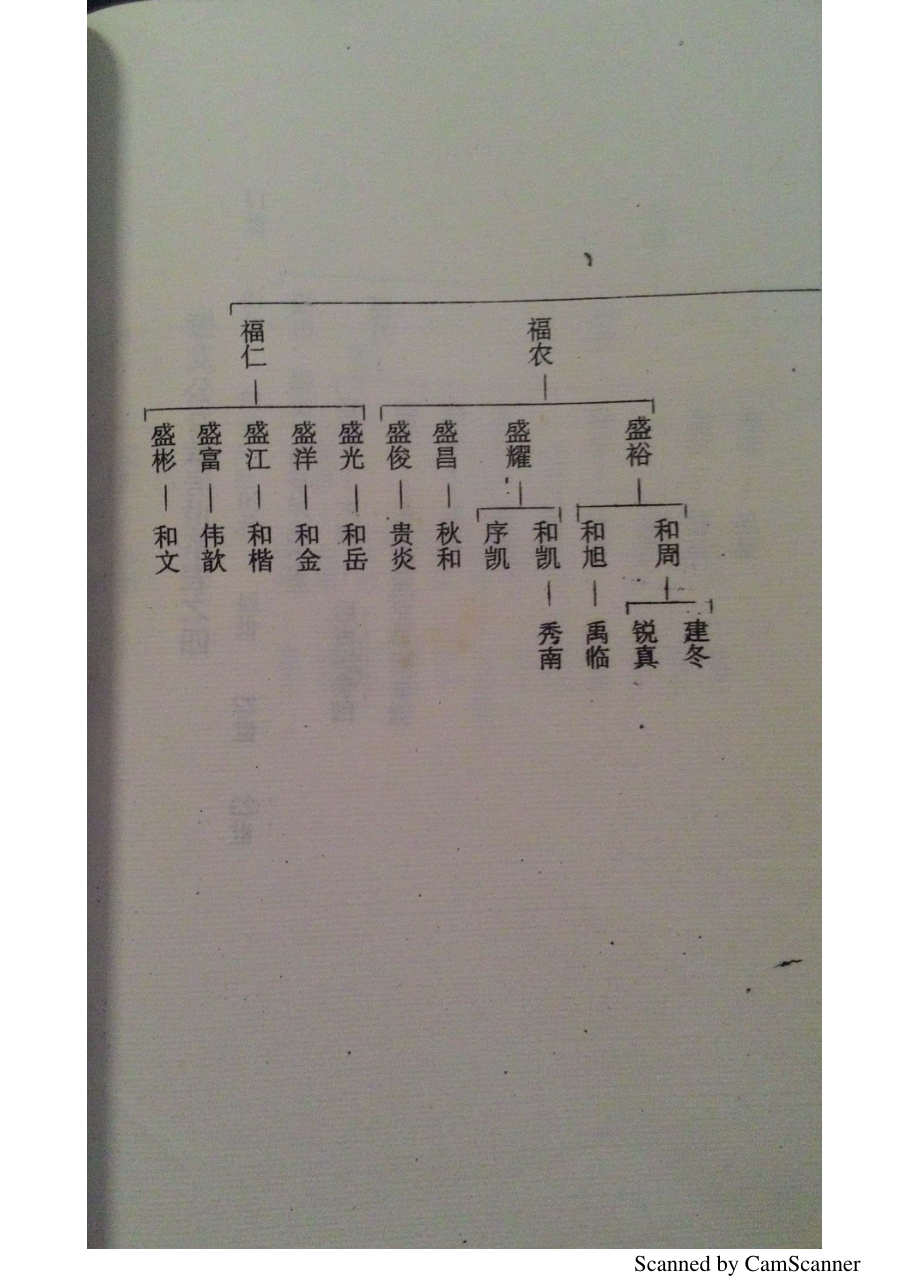 福农
福仁
盛裕
盛耀
盛昌
盛俊
盛光
盛洋
盛江
盛富
盛彬
和周
和旭
和凯
序凯
秋和
贵炎
和岳
和金
和楷
伟歆
和文
建冬
锐真
禹临
秀南
Scanned by CamScanner